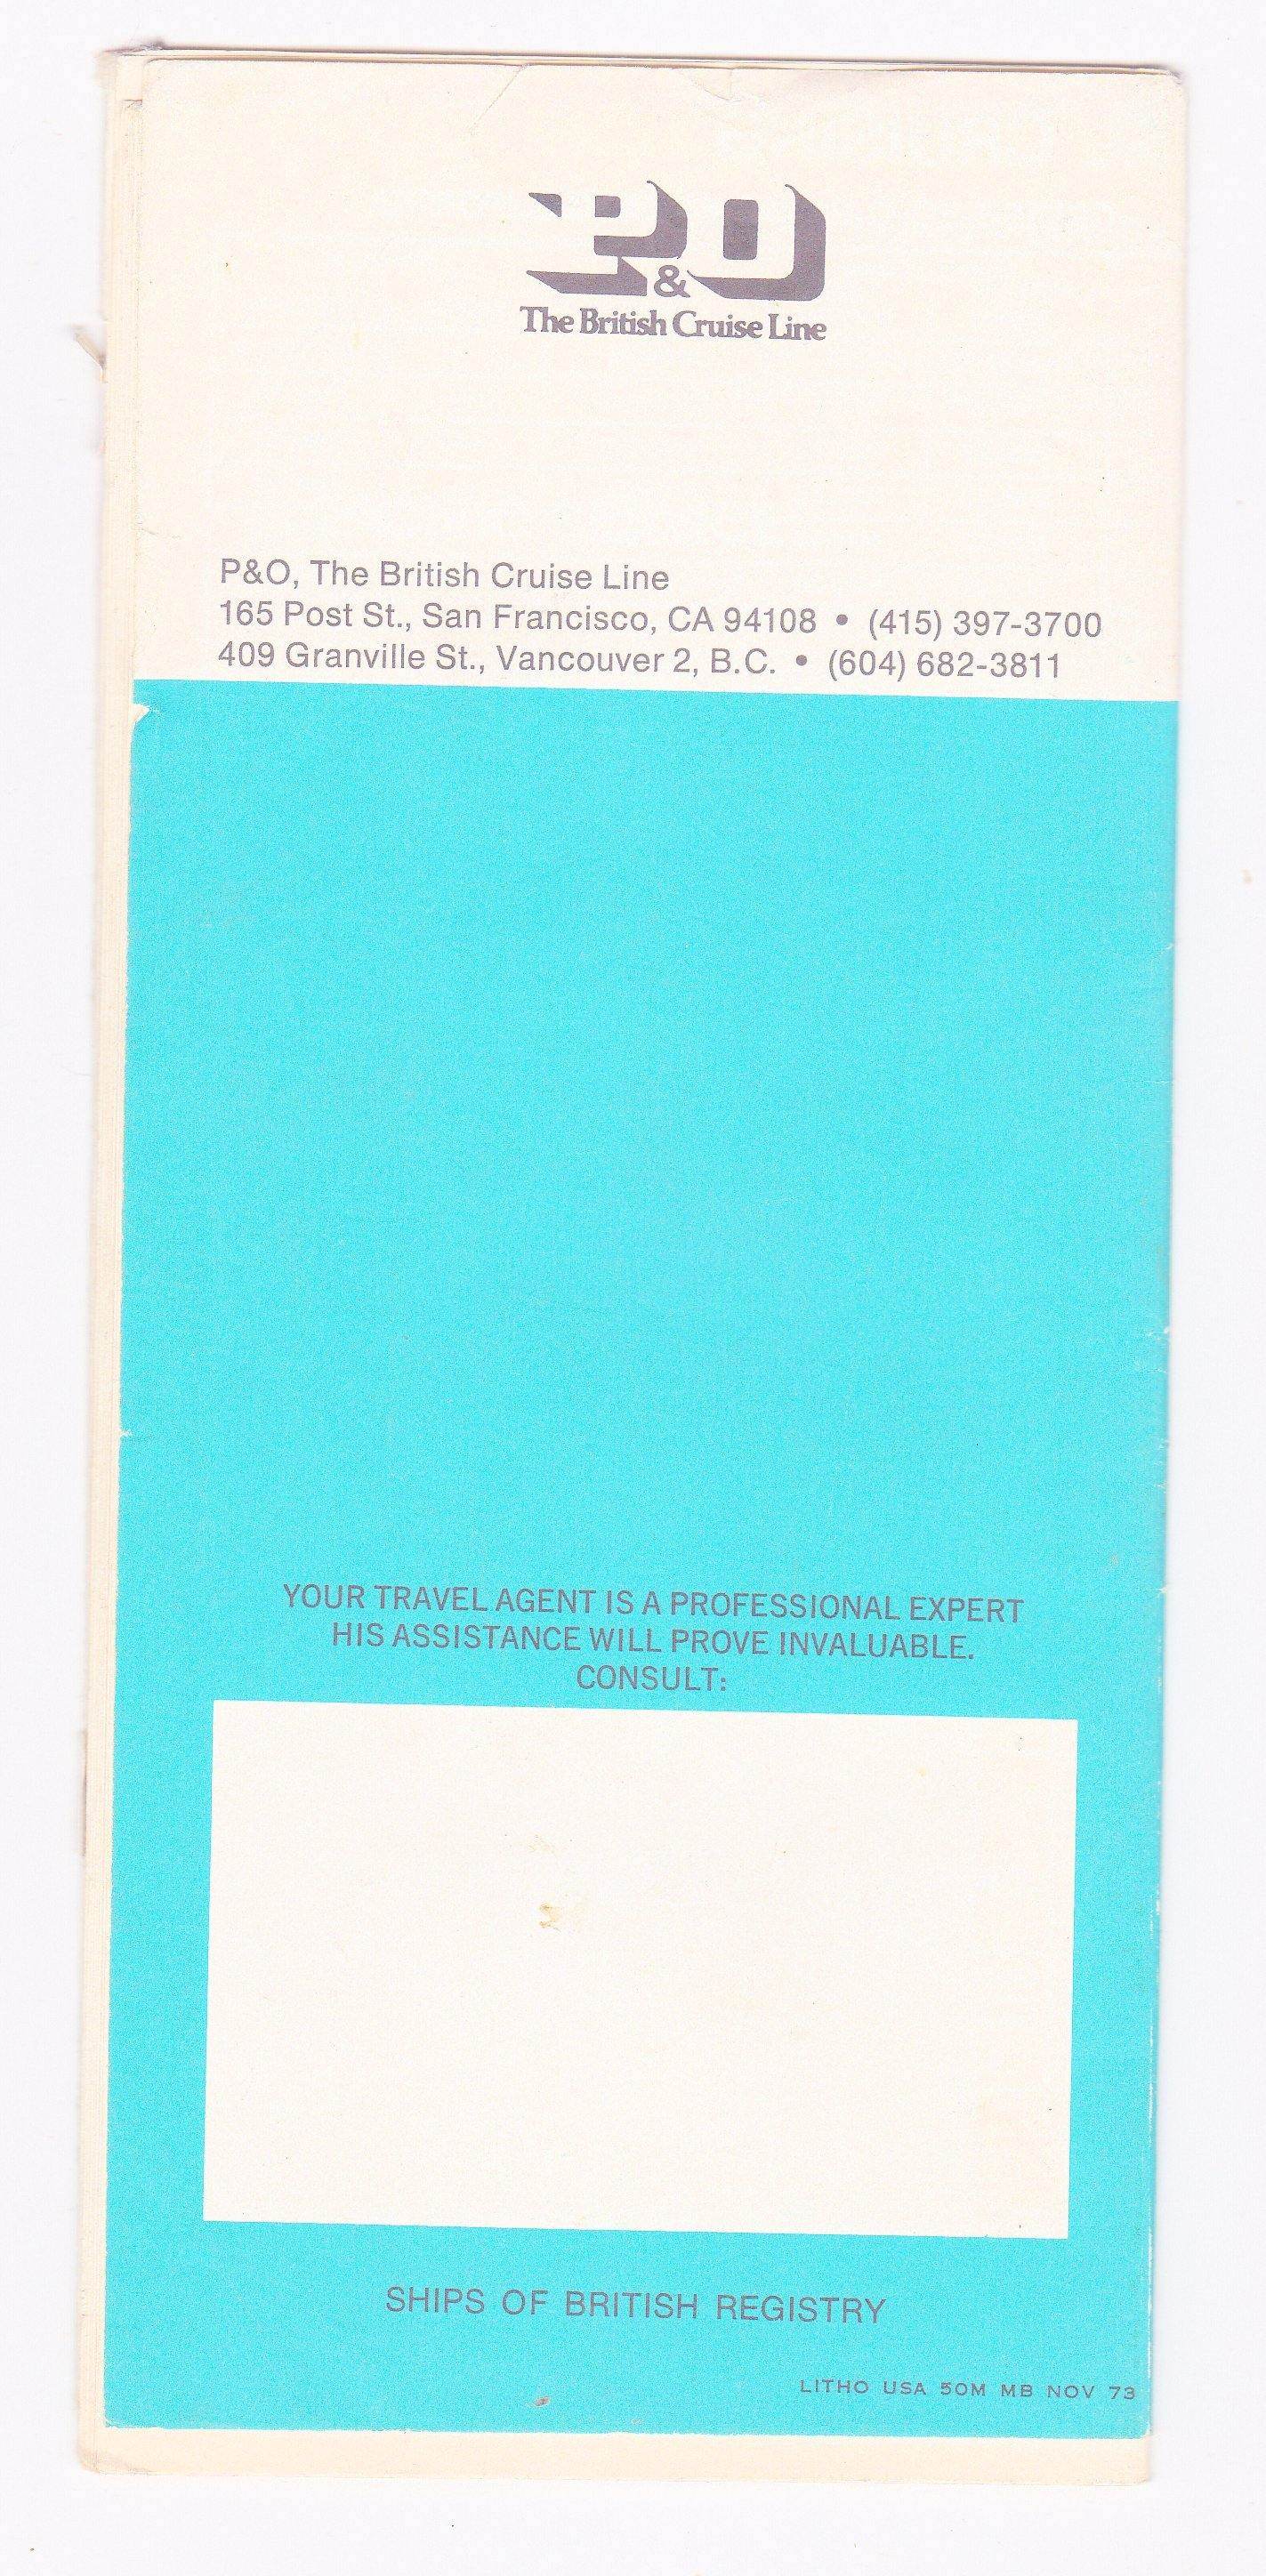 P&O
The British Cruise Line
P&O, The British Cruise Line
165 Post St., San Francisco, CA 94108 • (415) 397-3700
409 Granville St., Vancouver 2, B.C. • (604) 682-3811
YOUR TRAVEL AGENT IS A PROFESSIONAL EXPERT
HIS ASSISTANCE WILL PROVE INVALUABLE.
CONSULT:
SHIPS OF BRITISH REGISTRY
LITHO USA 50M MB NOV 73